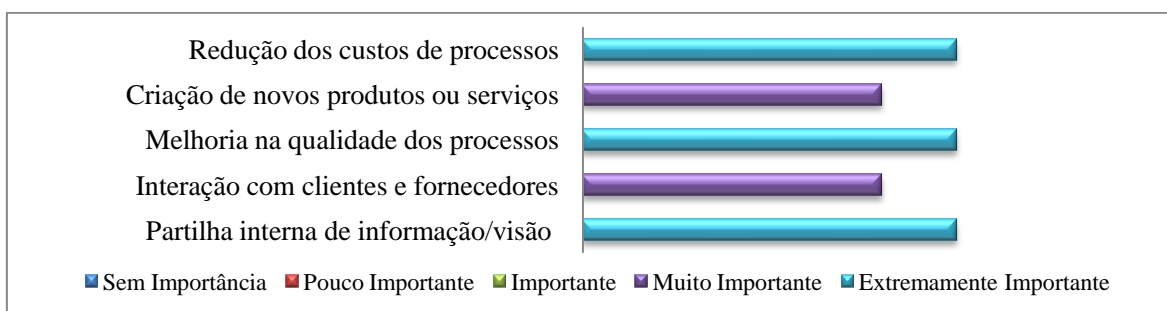 Redução dos custos de processos
Criação de novos produtos ou serviços
Melhoria na qualidade dos processos
Interação com clientes e fornecedores
Partilha interna de informação/visão
Sem Importância Pouco Importante Importante Muito Importante Extremamente Importante